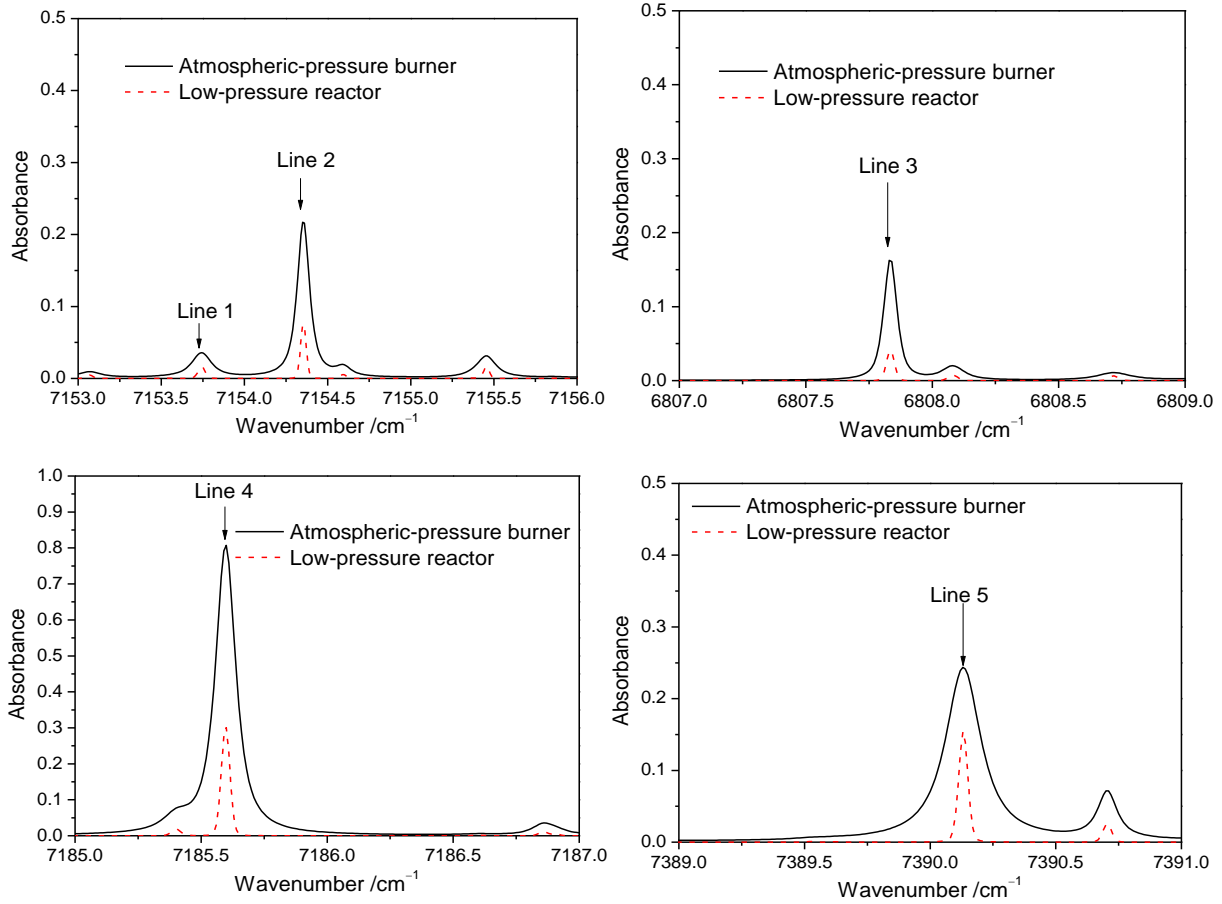 0.5
0.4
0.3
0.2
0.1
0.0
Absorbance
Atmospheric-pressure burner
Low-pressure reactor
Line 1
Line 2
7153.0 7153.5 7154.0 7154.5 7155.0 7155.5 7156.0
Wavenumber /cm⁻¹
0.5
0.4
0.3
0.2
0.1
0.0
Absorbance
Atmospheric-pressure burner
Low-pressure reactor
Line 3
6807.0 6807.5 6808.0 6808.5 6809.0
Wavenumber /cm⁻¹
1.0
0.9
0.8
0.7
0.6
0.5
0.4
0.3
0.2
0.1
0.0
Absorbance
Line 4
Atmospheric-pressure burner
Low-pressure reactor
7185.0 7185.5 7186.0 7186.5 7187.0
Wavenumber /cm⁻¹
0.5
0.4
0.3
0.2
0.1
0.0
Absorbance
Atmospheric-pressure burner
Low-pressure reactor
Line 5
7389.0 7389.5 7390.0 7390.5 7391.0
Wavenumber /cm⁻¹